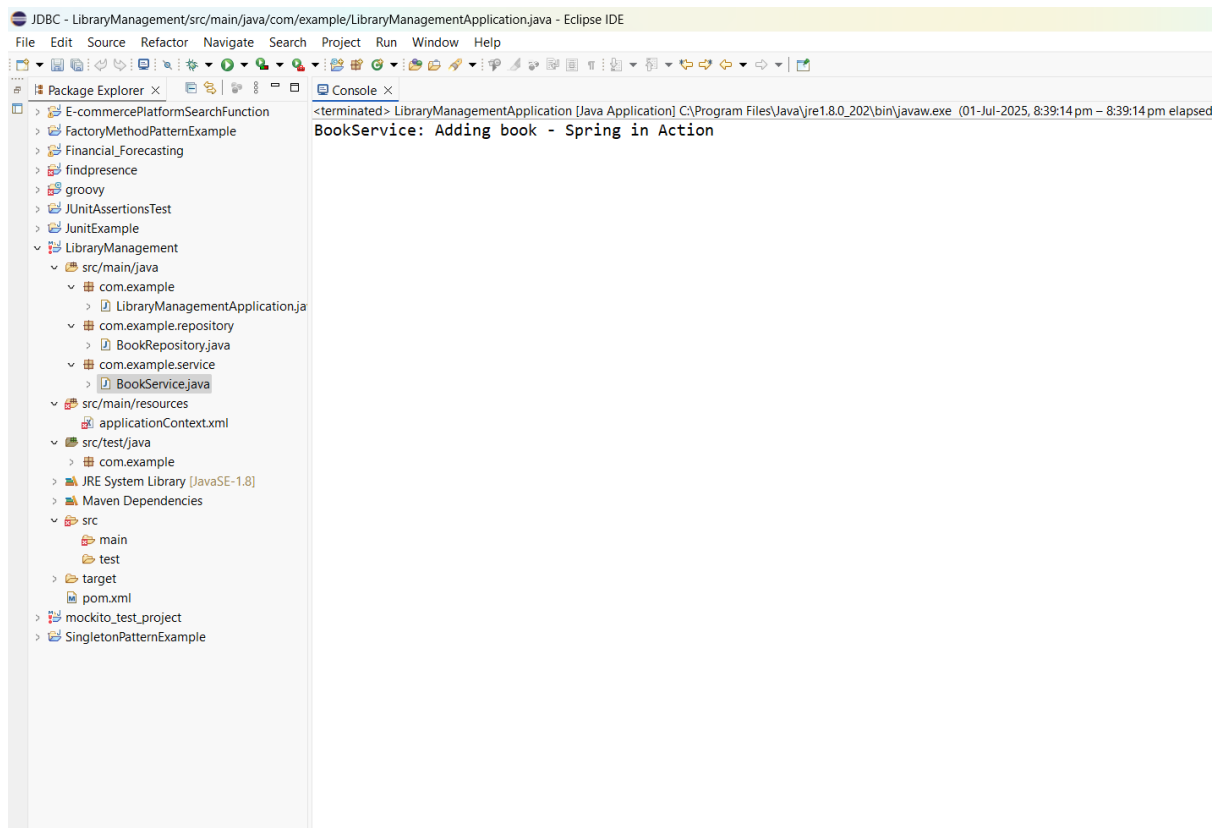 JDBC - LibraryManagement/src/main/java/com/example/LibraryManagementApplication.java - Eclipse IDE
File Edit Source Refactor Navigate Search Project Run Window Help
Package Explorer
E-commercePlatformSearchFunction
FactoryMethodPatternExample
Financial_Forecasting
findpresence
groovy
JUnitAssertionsTest
JunitExample
LibraryManagement
src/main/java
com.example
LibraryManagementApplication.ja
com.example.repository
BookRepository.java
com.example.service
BookService.java
src/main/resources
applicationContext.xml
src/test/java
com.example
JRE System Library [JavaSE-1.8]
Maven Dependencies
src
main
test
target
pom.xml
mockito_test_project
SingletonPatternExample
Console
<terminated> LibraryManagementApplication [Java Application] C:\Program Files\Java\jre1.8.0_202\bin\javaw.exe (01-Jul-2025, 8:39:14 pm – 8:39:14 pm elapsed
BookService: Adding book - Spring in Action